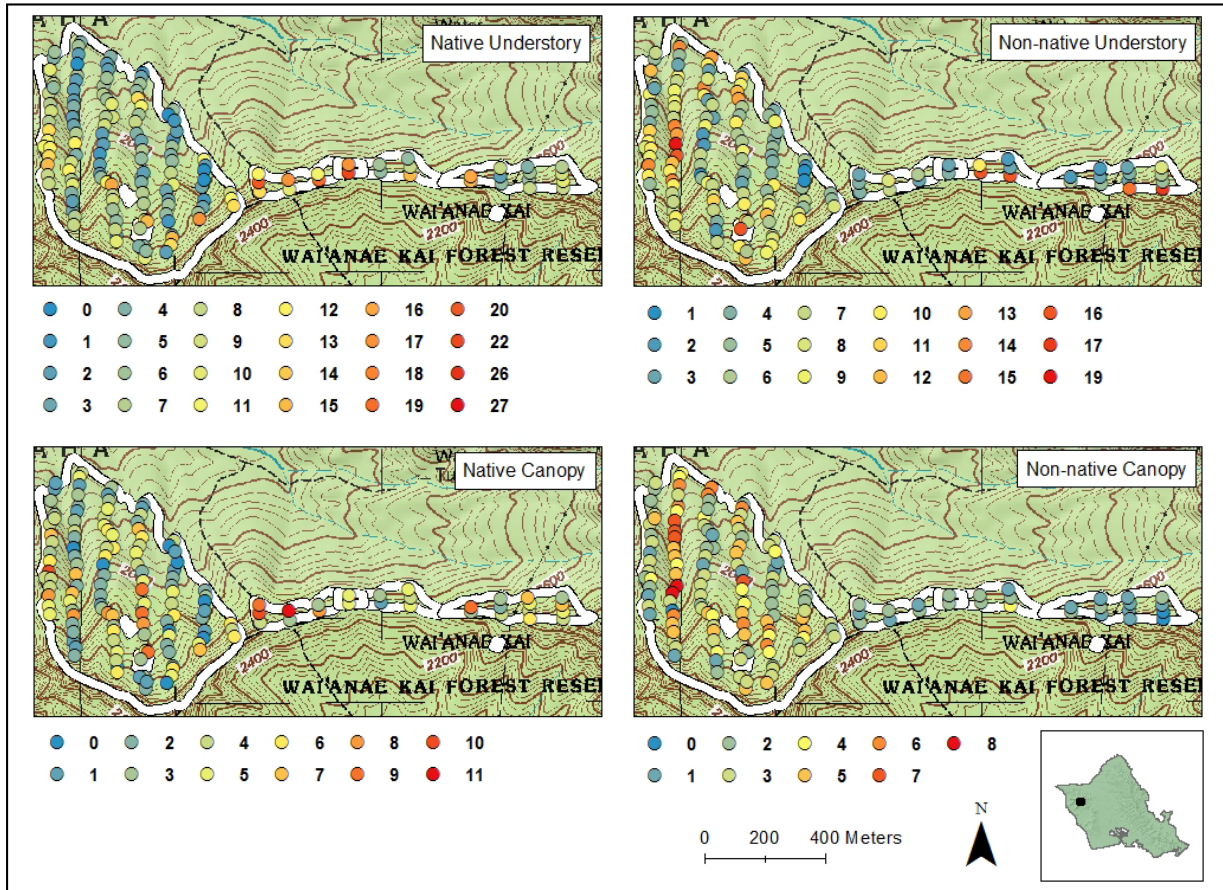 Native Understory
Non-native Understory
2400
2200
1600
WAI'ANAE KAI
WAI'ANAE KAI FOREST RESE
2400
2200
1600
WAI'ANAE KAI
WAI'ANAE KAI FOREST RESE
0 4 8 12 16 20
1 5 9 13 17 22
2 6 10 14 18 26
3 7 11 15 19 27
1 4 7 10 13 16
2 5 8 11 14 17
3 6 9 12 15 19
Native Canopy
Non-native Canopy
2400
2200
1600
WAI'ANAE KAI
WAI'ANAE KAI FOREST RESE
2400
2200
1600
WAI'ANAE KAI
WAI'ANAE KAI FOREST RESE
0 2 4 6 8 10
1 3 5 7 9 11
0 2 4 6 8
1 3 5 7
N
0 200 400 Meters